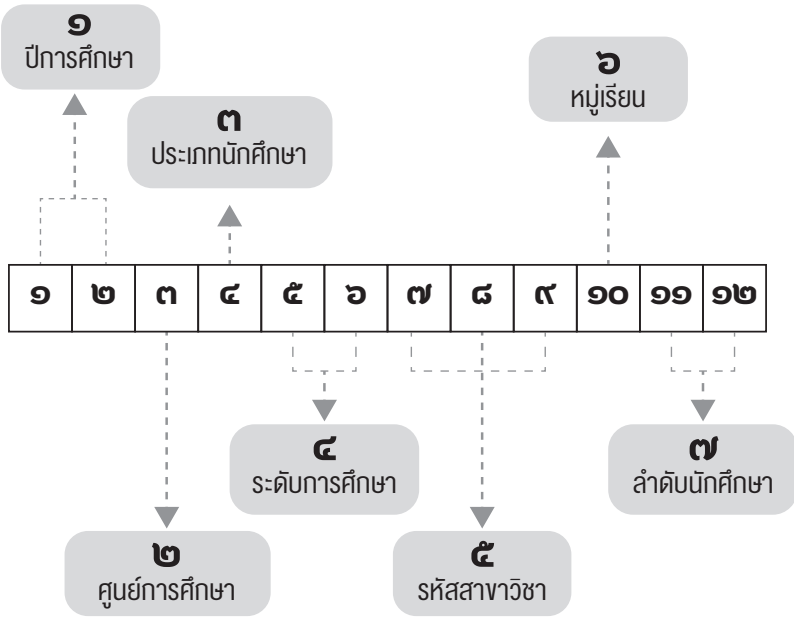 ๑
ปีการศึกษา
๖
หมู่เรียน
๓
ประเภทนักศึกษา
๑ ๒ ๓ ๔ ๕ ๖ ๗ ๘ ๙ ๑๐ ๑๑ ๑๒
๔
ระดับการศึกษา
๗
ลำดับนักศึกษา
๒
ศูนย์การศึกษา
๕
รหัสสาขาวิชา